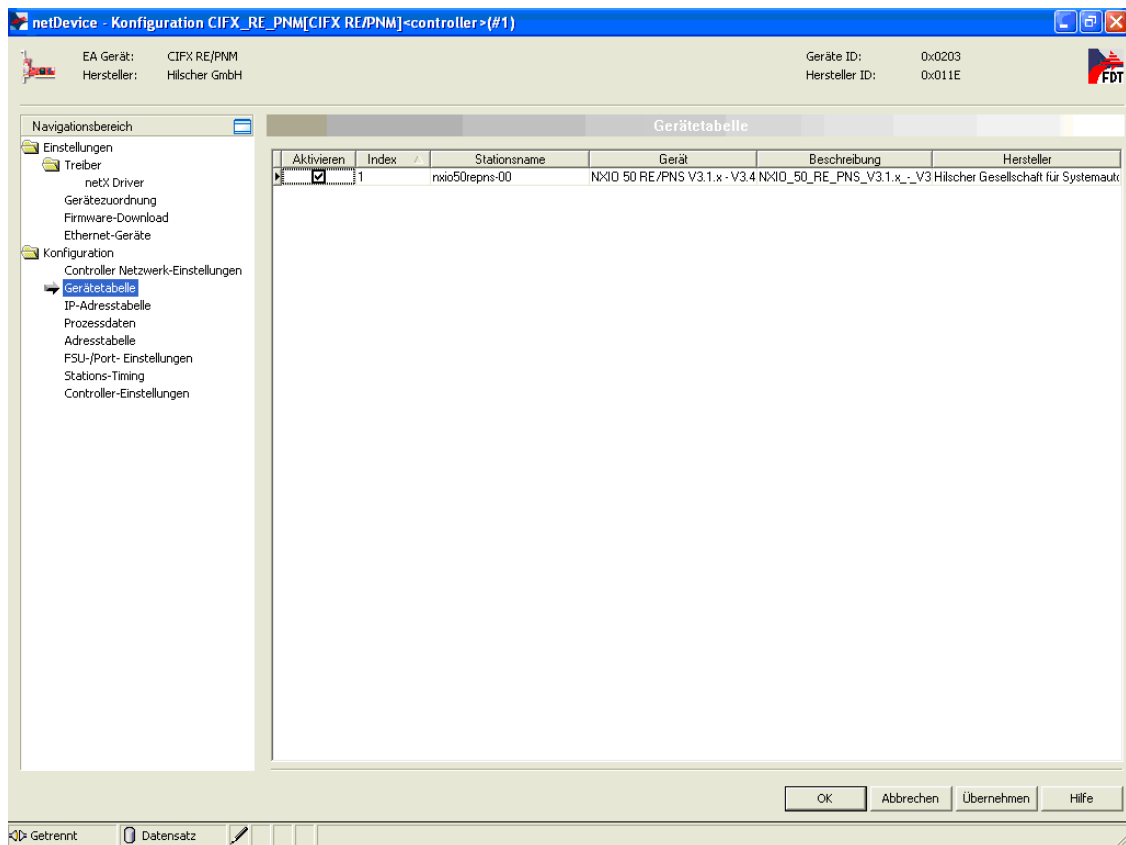 netDevice - Konfiguration CIFX_RE_PNM[CIFX RE/PNM]<controller>(#1)
EA Gerät: CIFX RE/PNM Geräte ID: 0x0203
Hersteller: Hilscher GmbH Hersteller ID: 0x011E
FDT
Navigationsbereich
Gerätetabelle
Einstellungen
Treiber
netX Driver
Gerätezuordnung
Firmware-Download
Ethernet-Geräte
Konfiguration
Controller Netzwerk-Einstellungen
Gerätetabelle
IP-Adresstabelle
Prozessdaten
Adresstabelle
FSU-/Port- Einstellungen
Stations-Timing
Controller-Einstellungen
Aktivieren Index Stationsname Gerät Beschreibung Hersteller
1 nxio50repns-00 NXIO 50 RE/PNS V3.1.x - V3.4 NXIO_50_RE_PNS_V3.1.x_-_V3 Hilscher Gesellschaft für Systemauto
OK Abbrechen Übernehmen Hilfe
Getrennt Datensatz